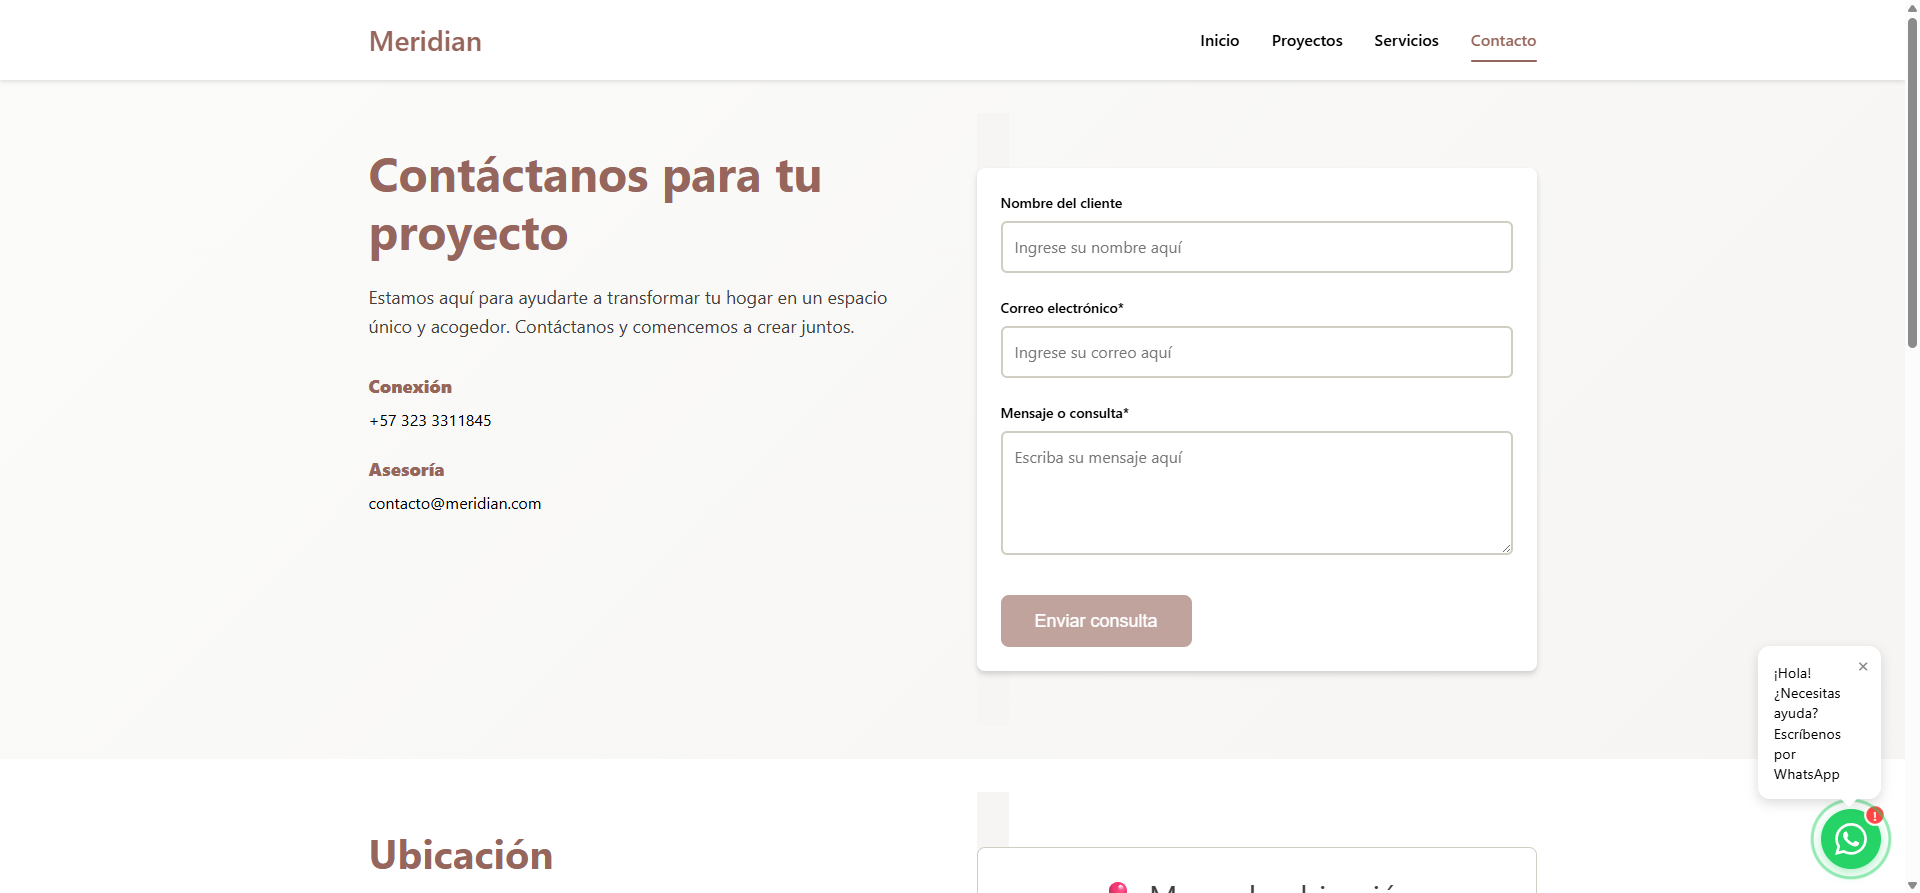 Meridian
Inicio
Proyectos
Servicios
Contacto
Contáctanos para tu
proyecto
Estamos aquí para ayudarte a transformar tu hogar en un espacio
único y acogedor. Contáctanos y comencemos a crear juntos.
Conexión
+57 323 3311845
Asesoría
contacto@meridian.com
Nombre del cliente
Ingrese su nombre aquí
Correo electrónico*
Ingrese su correo aquí
Mensaje o consulta*
Escriba su mensaje aquí
Enviar consulta
¡Hola!
¿Necesitas
ayuda?
Escríbenos
por
WhatsApp
!
Ubicación